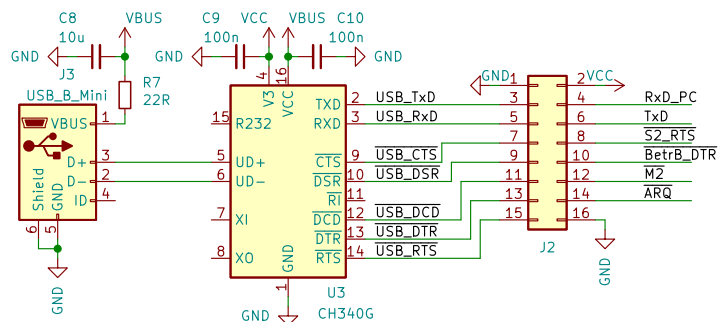 C8
10u
VBUS
C9
100n
VCC
VBUS
C10
100n
GND
GND
GND
J3
USB_B_Mini
R7
22R
VBUS
1
D+
3
D-
2
ID
4
Shield
GND
6
5
GND
4
16
V3
VCC
15
R232
TXD
2
USB_TxD
RXD
3
USB_RxD
5
UD+
CTS
9
USB_CTS
6
UD-
DSR
10
USB_DSR
RI
11
7
XI
DCD
12
USB_DCD
DTR
13
USB_DTR
8
XO
RTS
14
USB_RTS
GND
1
GND
U3
CH340G
GND
1
2
VCC
3
4
RxD_PC
5
6
TxD
7
8
S2_RTS
9
10
BetrB_DTR
11
12
M2
13
14
ARQ
15
16
J2
GND